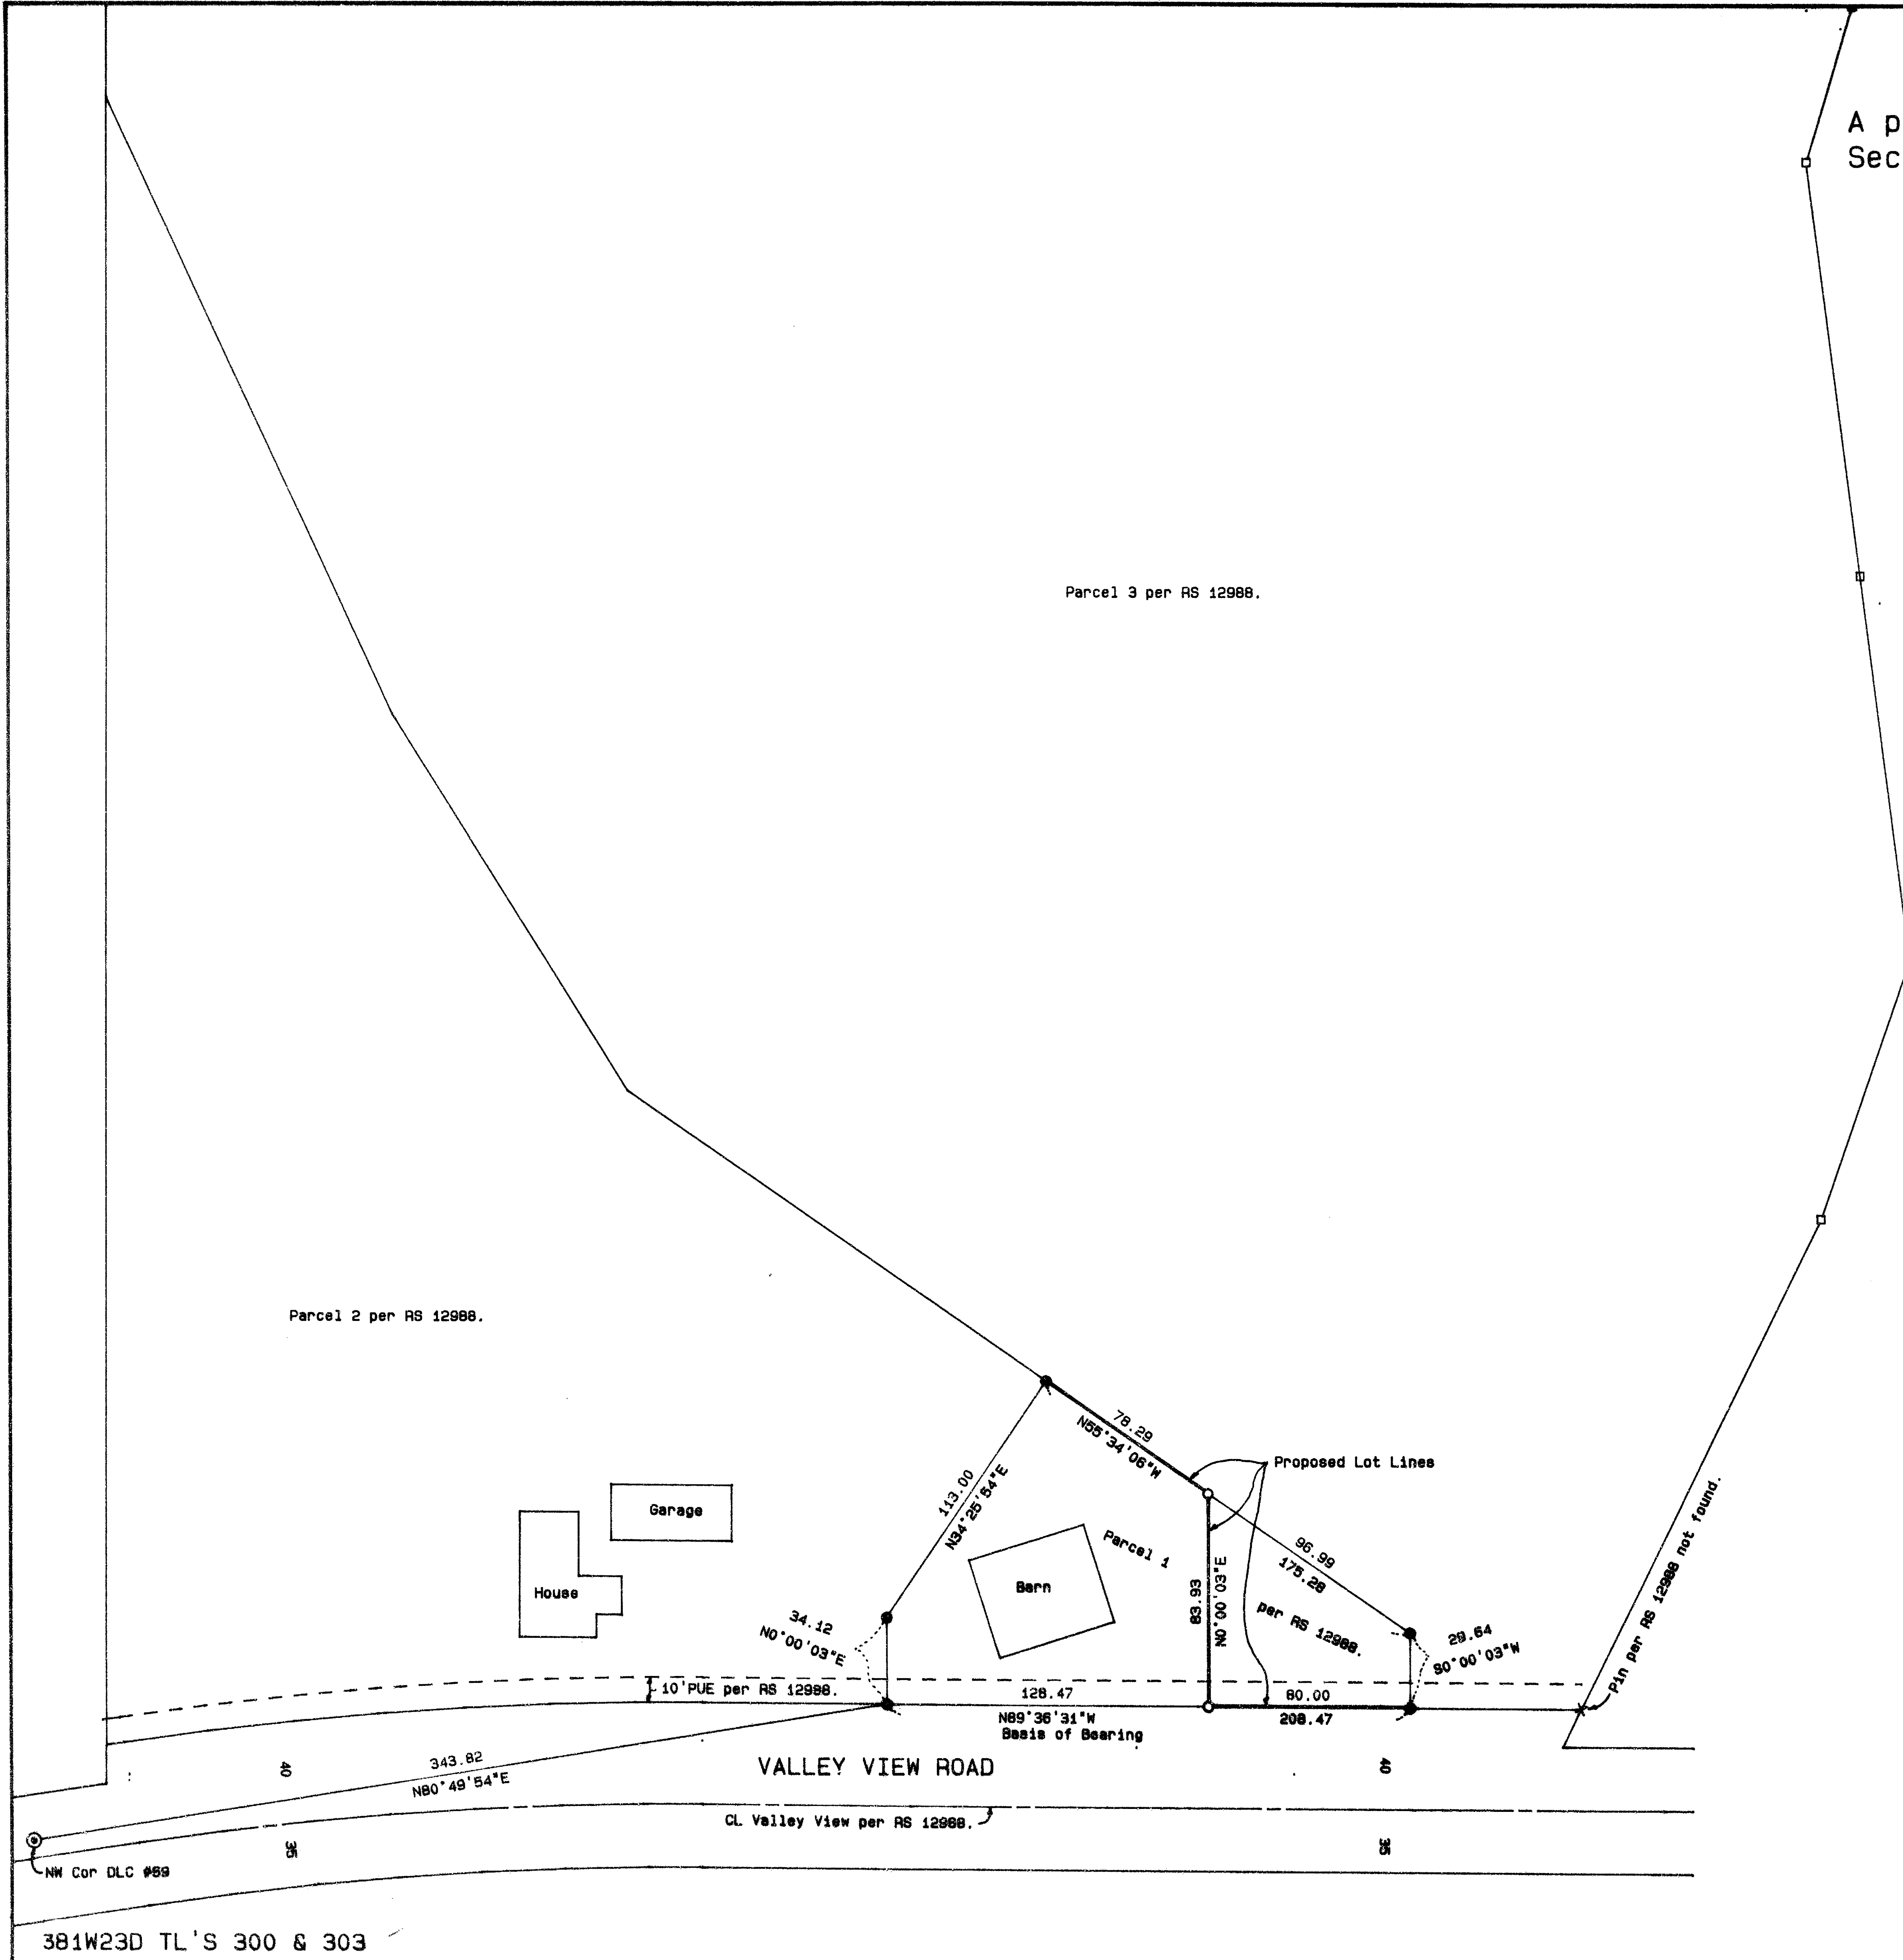 A p
Sec
Parcel 3 per RS 12988.
Parcel 2 per RS 12988.
78.29
N55°34'06"W
Proposed Lot Lines
113.00
N34°25'54"E
Garage
House
Barn
Parcel 1
per RS 12988.
83.93
N0°00'03"E
96.99
175.28
29.64
S0°00'03"W
Pin per RS 12988 not found.
34.12
N0°00'03"E
10'PUE per RS 12988.
128.47
80.00
N89°36'31"W
208.47
Basis of Bearing
343.82
N80°49'54"E
40
VALLEY VIEW ROAD
40
CL Valley View per RS 12988.
35
35
NW Cor DLC #59
381W23D TL'S 300 & 303